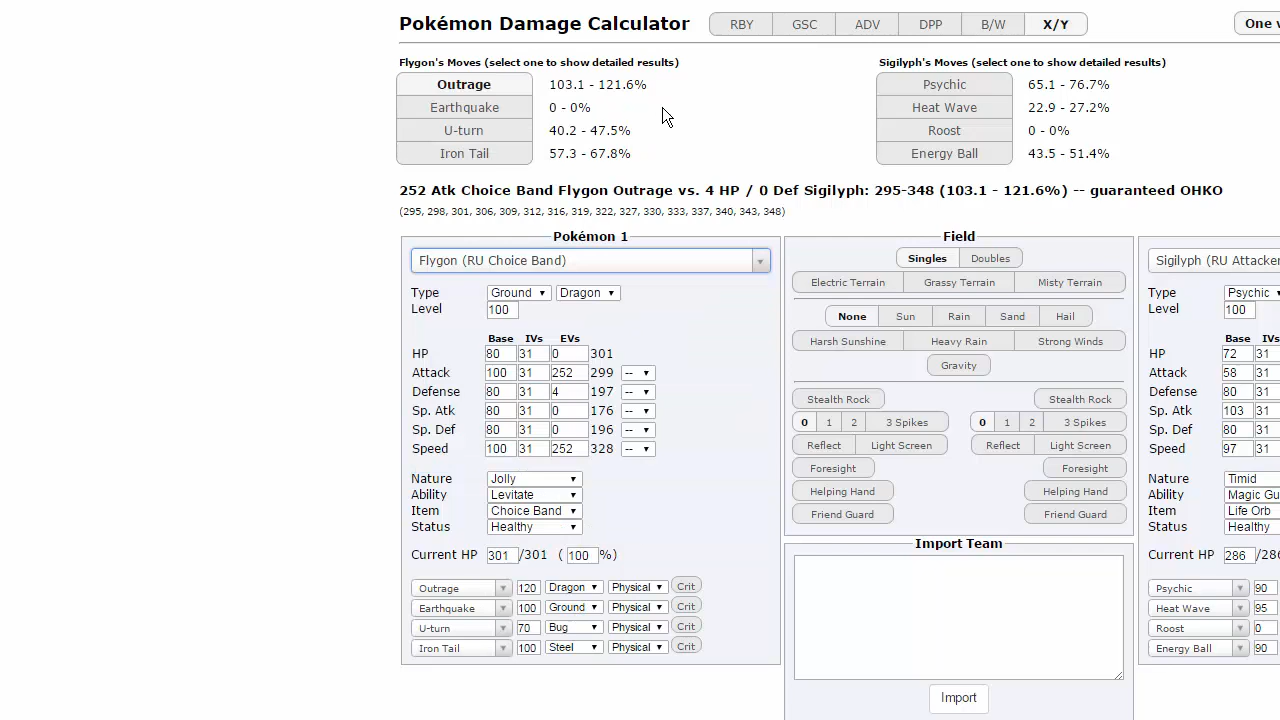 Pokémon Damage Calculator RBY GSC ADV DPP B/W X/Y One v
Flygon's Moves (select one to show detailed results) Sigilyph's Moves (select one to show detailed results)
Outrage 103.1 - 121.6% Psychic 65.1 - 76.7%
Earthquake 0 - 0% Heat Wave 22.9 - 27.2%
U-turn 40.2 - 47.5% Roost 0 - 0%
Iron Tail 57.3 - 67.8% Energy Ball 43.5 - 51.4%
252 Atk Choice Band Flygon Outrage vs. 4 HP / 0 Def Sigilyph: 295-348 (103.1 - 121.6%) -- guaranteed OHKO
(295, 298, 301, 306, 309, 312, 316, 319, 322, 327, 330, 333, 337, 340, 343, 348)
Pokémon 1
Flygon (RU Choice Band)
Type Ground Dragon
Level 100
Base IVs EVs
HP 80 31 0 301
Attack 100 31 252 299 --
Defense 80 31 4 197 --
Sp. Atk 80 31 0 176 --
Sp. Def 80 31 0 196 --
Speed 100 31 252 328 --
Nature Jolly
Ability Levitate
Item Choice Band
Status Healthy
Current HP 301 /301 ( 100 %)
Outrage 120 Dragon Physical Crit
Earthquake 100 Ground Physical Crit
U-turn 70 Bug Physical Crit
Iron Tail 100 Steel Physical Crit
Field
Singles Doubles
Electric Terrain Grassy Terrain Misty Terrain
None Sun Rain Sand Hail
Harsh Sunshine Heavy Rain Strong Winds
Gravity
Stealth Rock Stealth Rock
0 1 2 3 Spikes 0 1 2 3 Spikes
Reflect Light Screen Reflect Light Screen
Foresight Foresight
Helping Hand Helping Hand
Friend Guard Friend Guard
Import Team
Import
Sigilyph (RU Attacker
Type Psychic
Level 100
Base IVs
HP 72 31
Attack 58 31
Defense 80 31
Sp. Atk 103 31
Sp. Def 80 31
Speed 97 31
Nature Timid
Ability Magic Gu
Item Life Orb
Status Healthy
Current HP 286 /286
Psychic 90
Heat Wave 95
Roost 0
Energy Ball 90